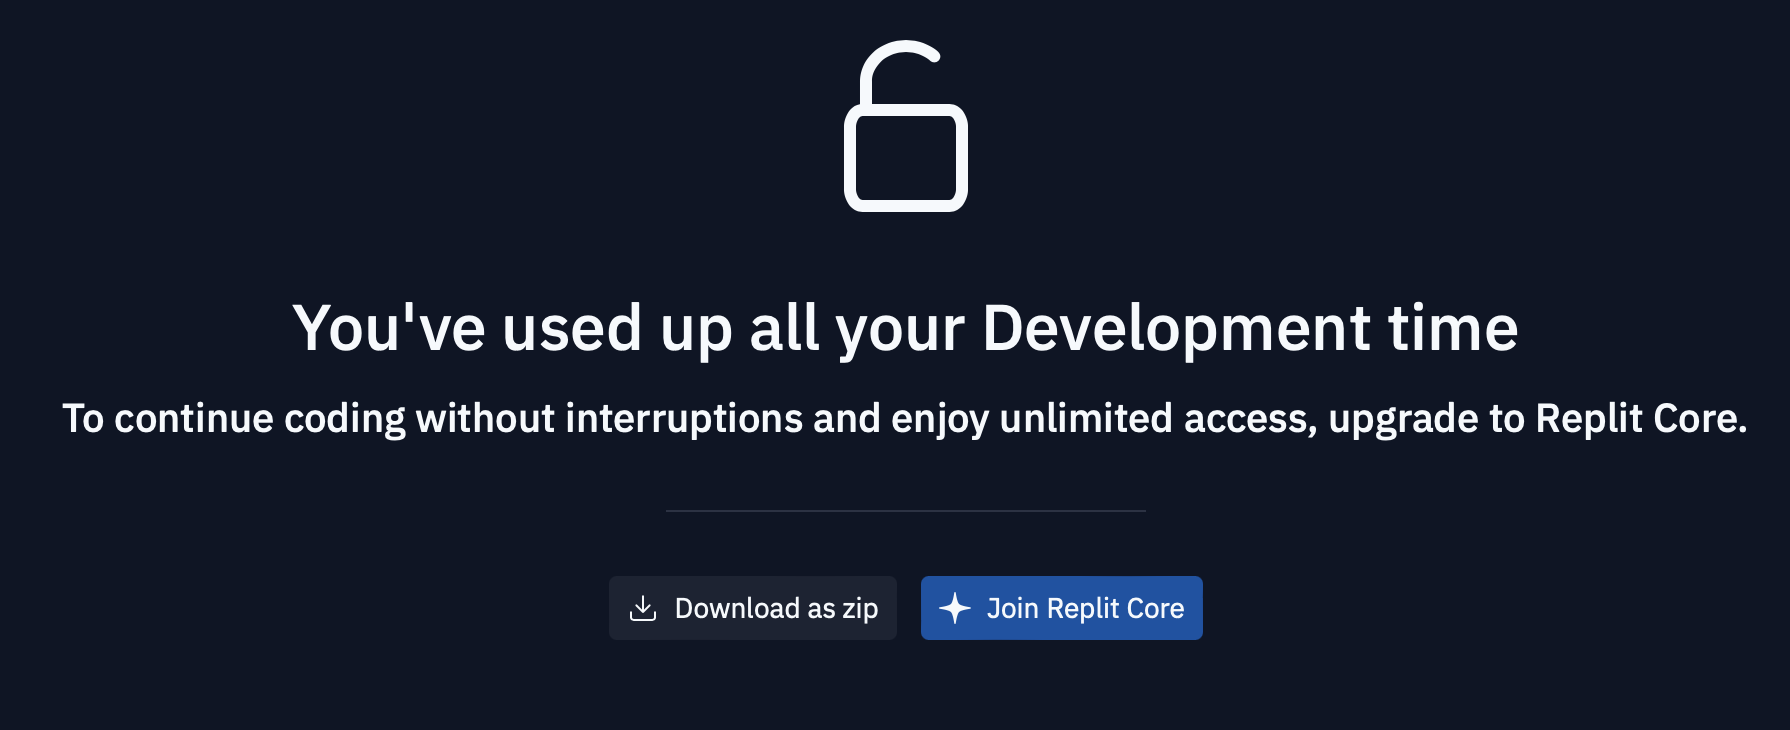 You've used up all your Development time
To continue coding without interruptions and enjoy unlimited access, upgrade to Replit Core.
Download as zip
Join Replit Core